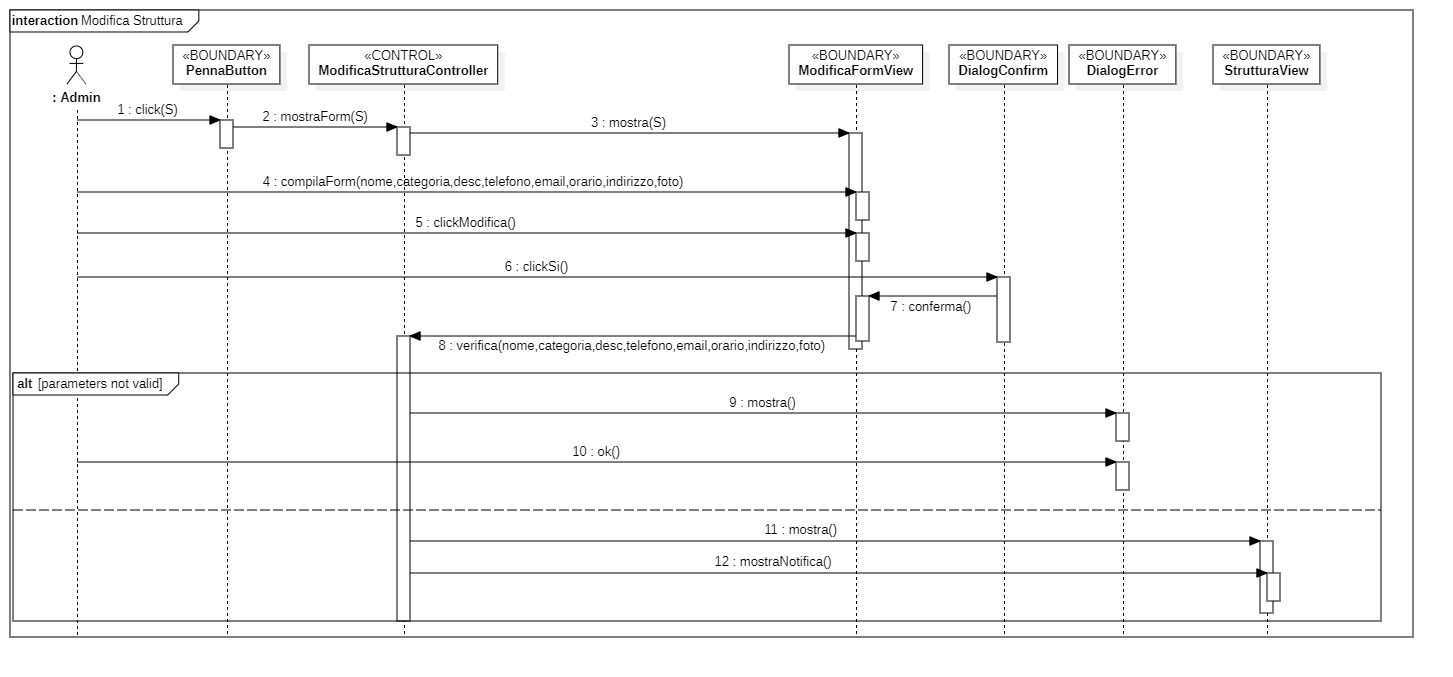 interaction Modifica Struttura
«BOUNDARY»
PennaButton
«CONTROL»
ModificaStrutturaController
«BOUNDARY»
ModificaFormView
«BOUNDARY»
DialogConfirm
«BOUNDARY»
DialogError
«BOUNDARY»
StrutturaView
: Admin
1 : click(S)
2 : mostraForm(S)
3 : mostra(S)
4 : compilaForm(nome,categoria,desc,telefono,email,orario,indirizzo,foto)
5 : clickModifica()
6 : clickSi()
7 : conferma()
8 : verifica(nome,categoria,desc,telefono,email,orario,indirizzo,foto)
alt [parameters not valid]
9 : mostra()
10 : ok()
11 : mostra()
12 : mostraNotifica()